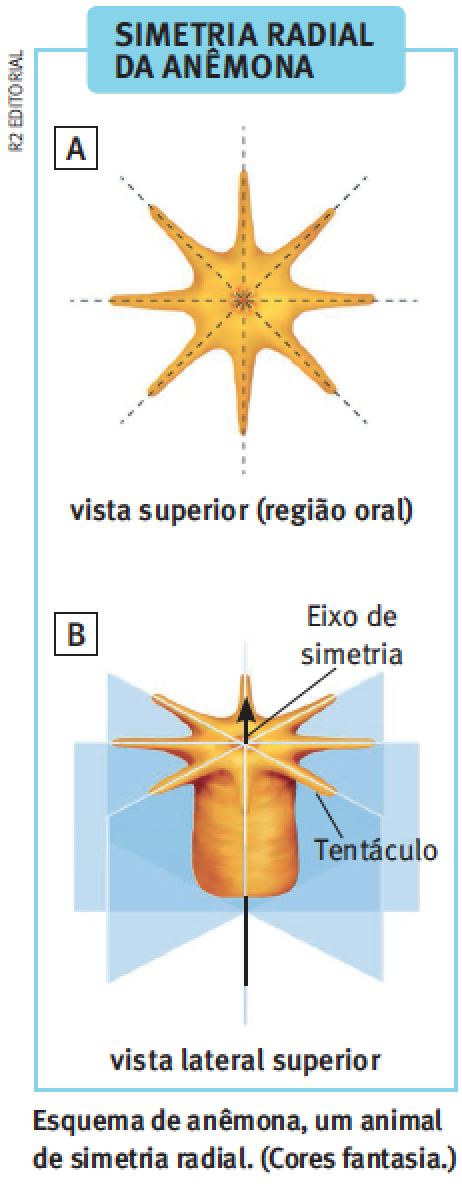 SIMETRIA RADIAL
DA ANÊMONA
R2 EDITORIAL
A
vista superior (região oral)
B
Eixo de
simetria
Tentáculo
vista lateral superior
Esquema de anêmona, um animal
de simetria radial. (Cores fantasia.)